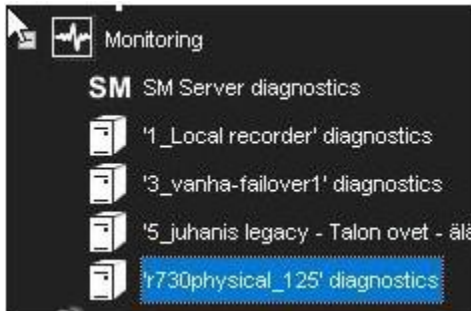 Monitoring
SM SM Server diagnostics
'1_Local recorder' diagnostics
'3_vanha-failover1' diagnostics
'5_juhanis legacy - Talon ovet - älä
'r730physical_125' diagnostics